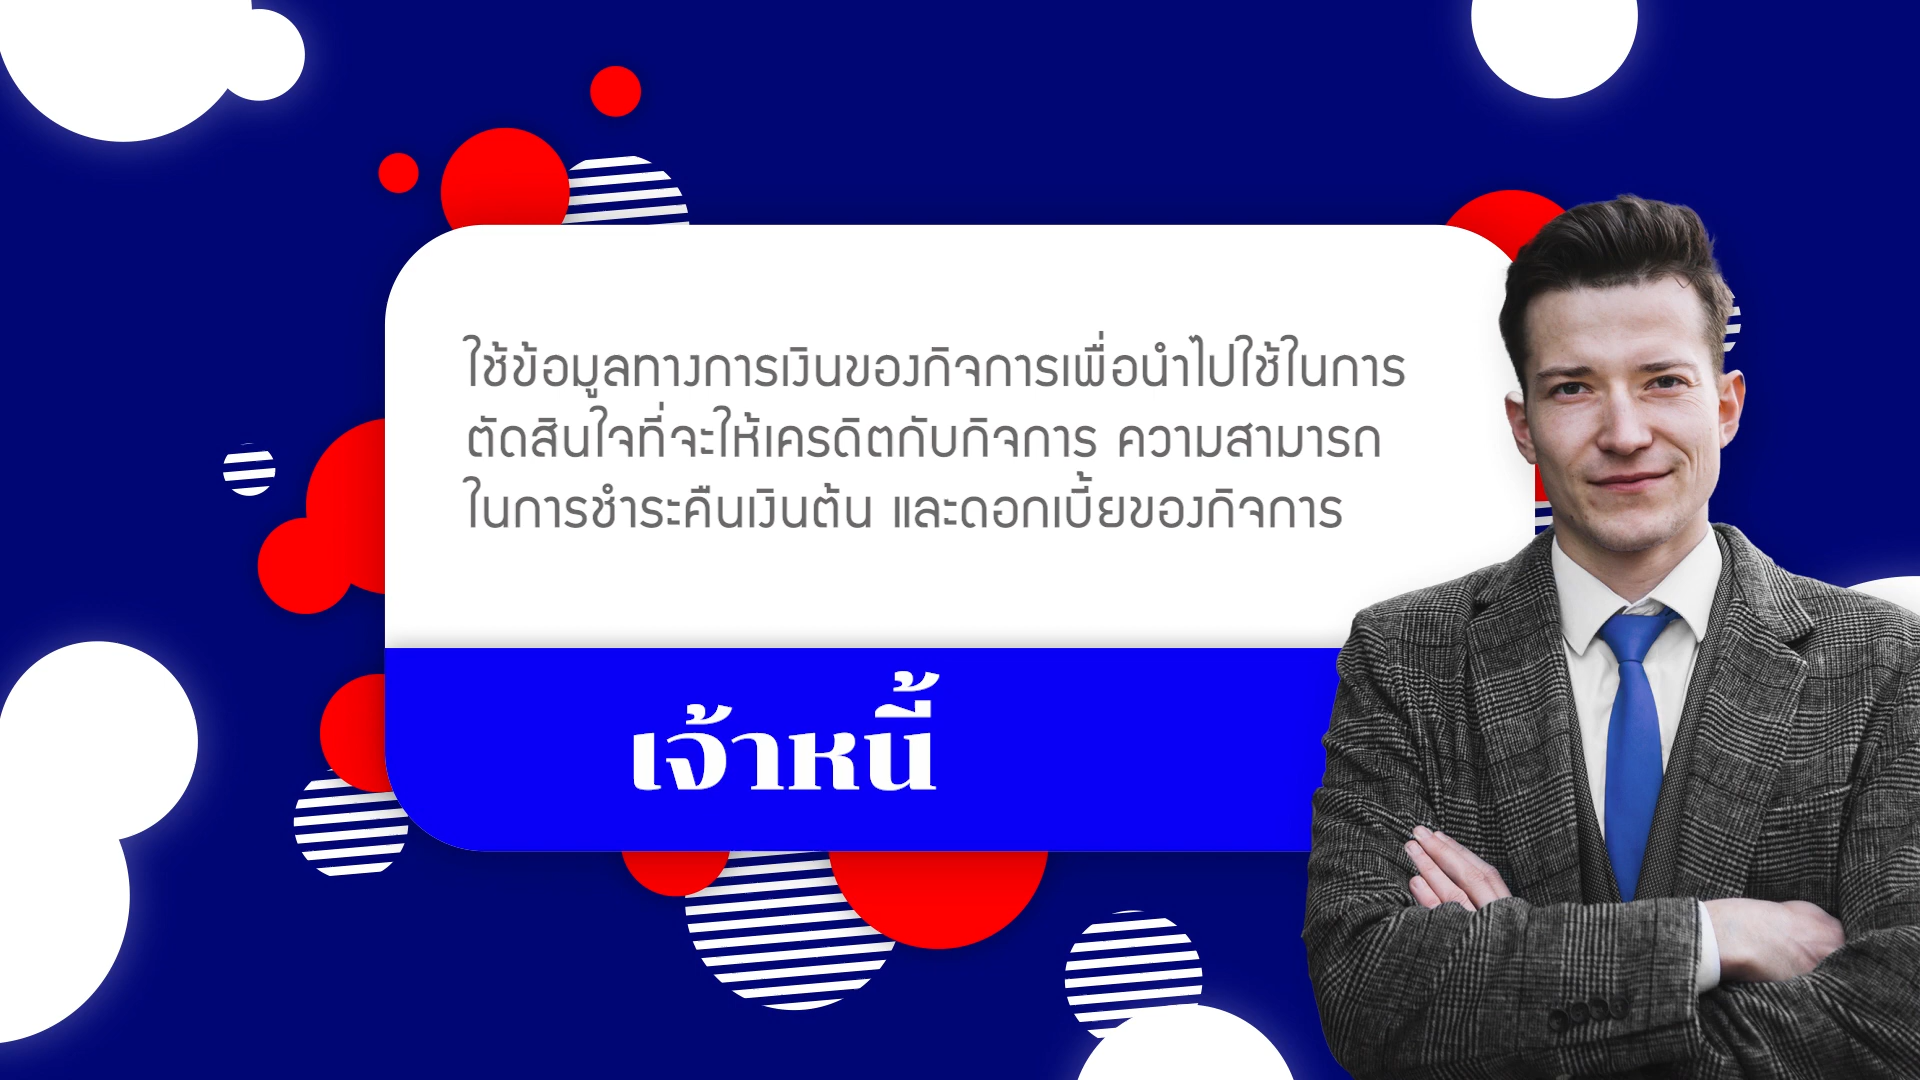 ใช้ข้อมูลทางการเงินของกิจการเพื่อนำไปใช้ในการ
ตัดสินใจที่จะให้เครดิตกับกิจการ ความสามารถ
ในการชำระคืนเงินต้น และดอกเบี้ยของกิจการ
เจ้าหนี้